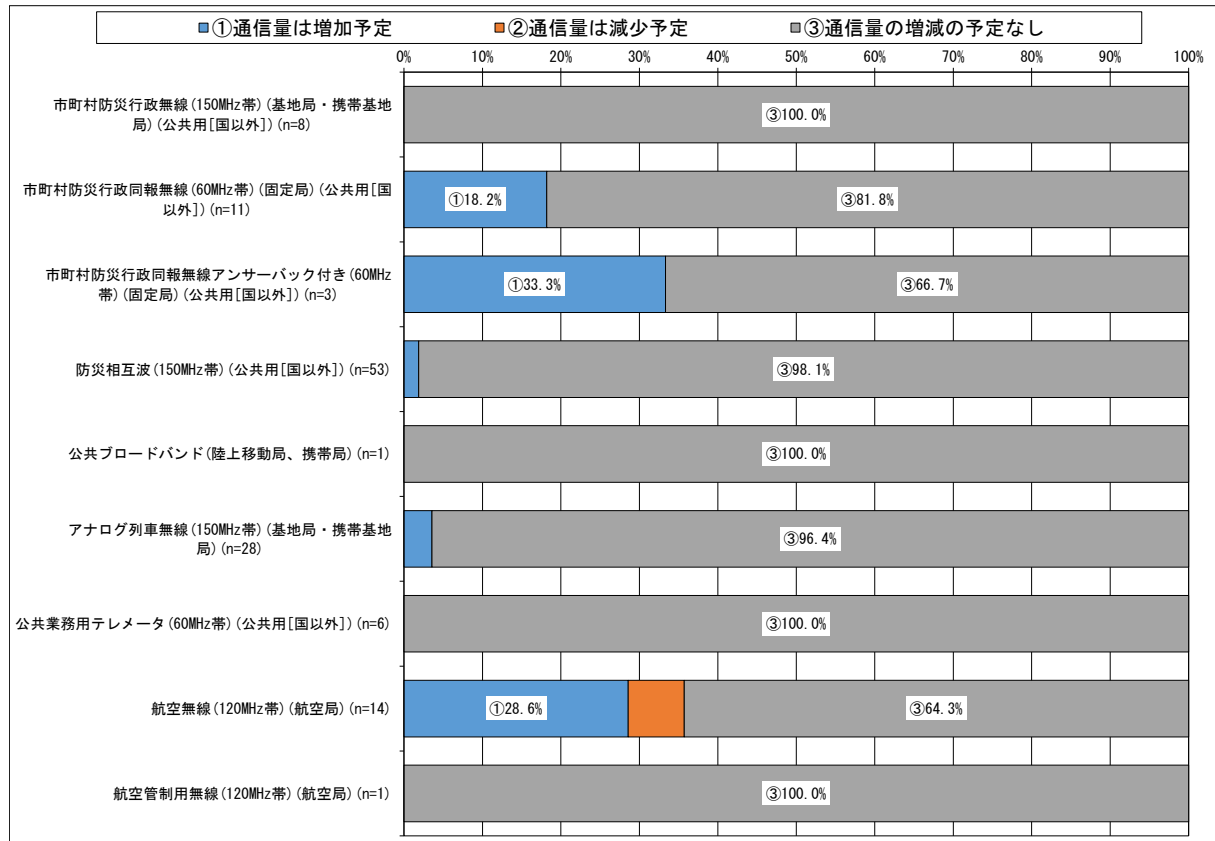 ■①通信量は増加予定 ■②通信量は減少予定 ■③通信量の増減の予定なし
0% 10% 20% 30% 40% 50% 60% 70% 80% 90% 100%
市町村防災行政無線(150MHz帯)(基地局・携帯基地
局)(公共用[国以外])(n=8)
③100.0%
市町村防災行政同報無線(60MHz帯)(固定局)(公共用[国
以外])(n=11)
①18.2% ③81.8%
市町村防災行政同報無線アンサーバック付き(60MHz
帯)(固定局)(公共用[国以外])(n=3)
①33.3% ③66.7%
防災相互波(150MHz帯)(公共用[国以外])(n=53)
③98.1%
公共ブロードバンド(陸上移動局、携帯局)(n=1)
③100.0%
アナログ列車無線(150MHz帯)(基地局・携帯基地
局)(n=28)
③96.4%
公共業務用テレメータ(60MHz帯)(公共用[国以外])(n=6)
③100.0%
航空無線(120MHz帯)(航空局)(n=14)
①28.6% ③64.3%
航空管制用無線(120MHz帯)(航空局)(n=1)
③100.0%